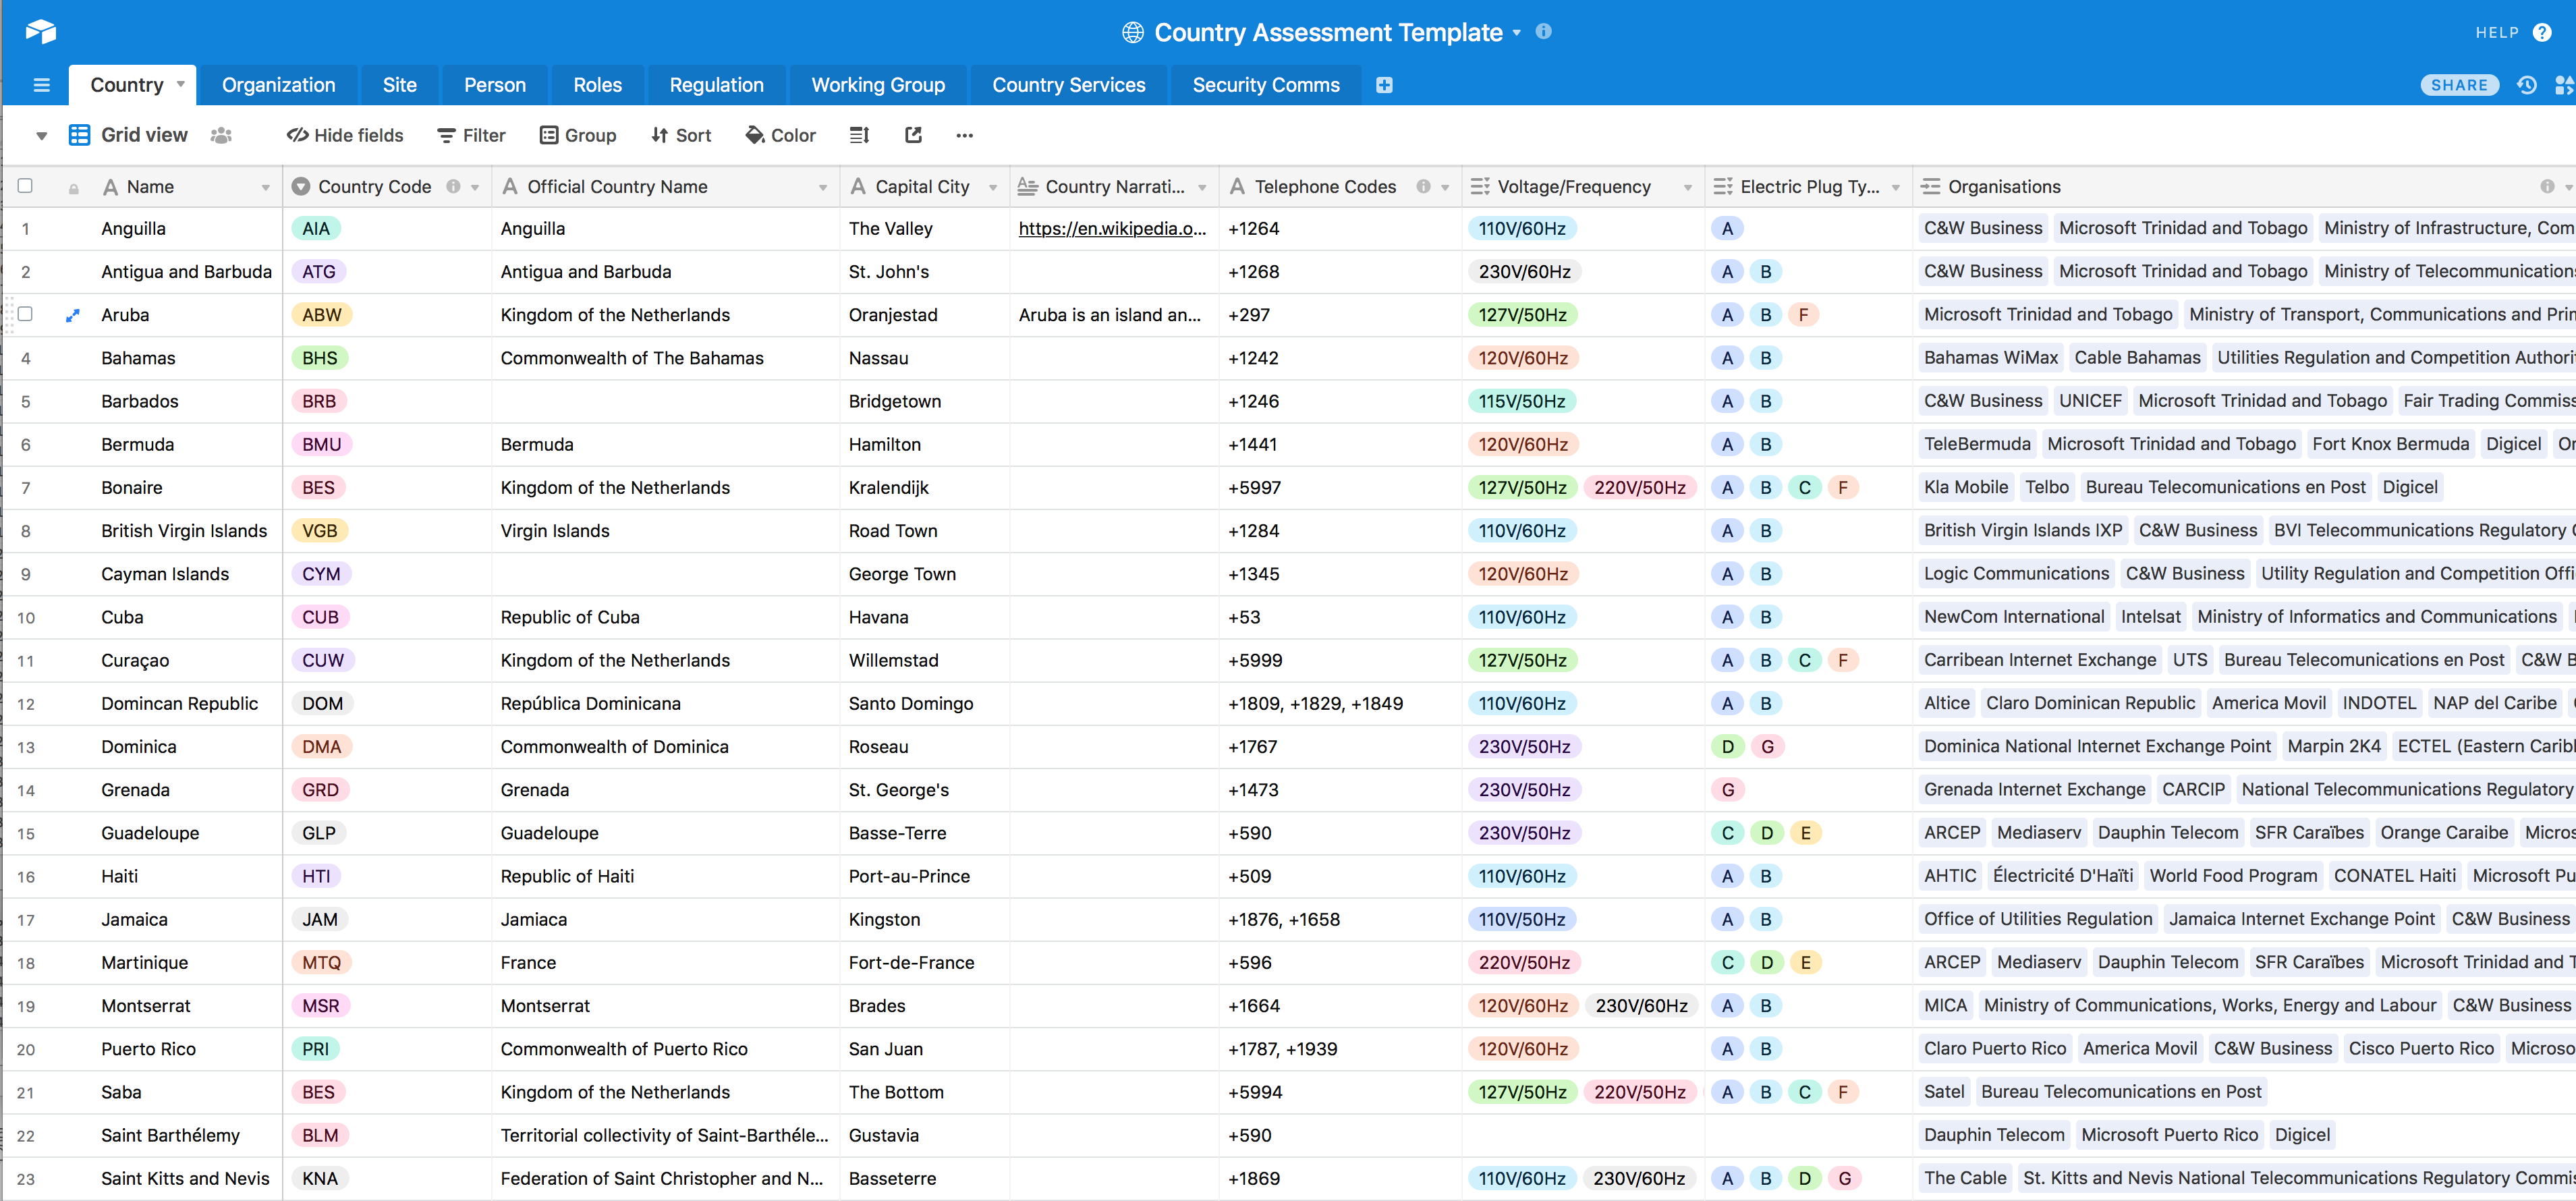 Country Assessment Template
HELP
Country Organization Site Person Roles Regulation Working Group Country Services Security Comms SHARE
Grid view Hide fields Filter Group Sort Color
Name Country Code Official Country Name Capital City Country Narrati... Telephone Codes Voltage/Frequency Electric Plug Ty... Organisations
1 Anguilla AIA Anguilla The Valley https://en.wikipedia.o... +1264 110V/60Hz A C&W Business Microsoft Trinidad and Tobago Ministry of Infrastructure, Com
2 Antigua and Barbuda ATG Antigua and Barbuda St. John's +1268 230V/60Hz A B C&W Business Microsoft Trinidad and Tobago Ministry of Telecommunications
Aruba ABW Kingdom of the Netherlands Oranjestad Aruba is an island an... +297 127V/50Hz A B F Microsoft Trinidad and Tobago Ministry of Transport, Communications and Prim
4 Bahamas BHS Commonwealth of The Bahamas Nassau +1242 120V/60Hz A B Bahamas WiMax Cable Bahamas Utilities Regulation and Competition Authori
5 Barbados BRB Bridgetown +1246 115V/50Hz A B C&W Business UNICEF Microsoft Trinidad and Tobago Fair Trading Commiss
6 Bermuda BMU Bermuda Hamilton +1441 120V/60Hz A B TeleBermuda Microsoft Trinidad and Tobago Fort Knox Bermuda Digicel
7 Bonaire BES Kingdom of the Netherlands Kralendijk +5997 127V/50Hz 220V/50Hz A B C F Kla Mobile Telbo Bureau Telecomunications en Post Digicel
8 British Virgin Islands VGB Virgin Islands Road Town +1284 110V/60Hz A B British Virgin Islands IXP C&W Business BVI Telecommunications Regulatory
9 Cayman Islands CYM George Town +1345 120V/60Hz A B Logic Communications C&W Business Utility Regulation and Competition Offi
10 Cuba CUB Republic of Cuba Havana +53 110V/60Hz A B NewCom International Intelsat Ministry of Informatics and Communications
11 Curaçao CUW Kingdom of the Netherlands Willemstad +5999 127V/50Hz A B C F Carribean Internet Exchange UTS Bureau Telecomunications en Post C&W B
12 Domincan Republic DOM República Dominicana Santo Domingo +1809, +1829, +1849 110V/60Hz A B Altice Claro Dominican Republic America Movil INDOTEL NAP del Caribe
13 Dominica DMA Commonwealth of Dominica Roseau +1767 230V/50Hz D G Dominica National Internet Exchange Point Marpin 2K4 ECTEL (Eastern Caribb
14 Grenada GRD Grenada St. George's +1473 230V/50Hz G Grenada Internet Exchange CARCIP National Telecommunications Regulatory
15 Guadeloupe GLP Guadeloupe Basse-Terre +590 230V/50Hz C D E ARCEP Mediaserv Dauphin Telecom SFR Caraïbes Orange Caraibe Micros
16 Haiti HTI Republic of Haiti Port-au-Prince +509 110V/60Hz A B AHTIC Électricité D'Haïti World Food Program CONATEL Haiti Microsoft Pu
17 Jamaica JAM Jamiaca Kingston +1876, +1658 110V/50Hz A B Office of Utilities Regulation Jamaica Internet Exchange Point C&W Business
18 Martinique MTQ France Fort-de-France +596 220V/50Hz C D E ARCEP Mediaserv Dauphin Telecom SFR Caraïbes Microsoft Trinidad and T
19 Montserrat MSR Montserrat Brades +1664 120V/60Hz 230V/60Hz A B MICA Ministry of Communications, Works, Energy and Labour C&W Business
20 Puerto Rico PRI Commonwealth of Puerto Rico San Juan +1787, +1939 120V/60Hz A B Claro Puerto Rico America Movil C&W Business Cisco Puerto Rico Microso
21 Saba BES Kingdom of the Netherlands The Bottom +5994 127V/50Hz 220V/50Hz A B C F Satel Bureau Telecomunications en Post
22 Saint Barthélemy BLM Territorial collectivity of Saint-Barthéle... Gustavia +590 Dauphin Telecom Microsoft Puerto Rico Digicel
23 Saint Kitts and Nevis KNA Federation of Saint Christopher and N... Basseterre +1869 110V/60Hz 230V/60Hz A B D G The Cable St. Kitts and Nevis National Telecommunications Regulatory Commi